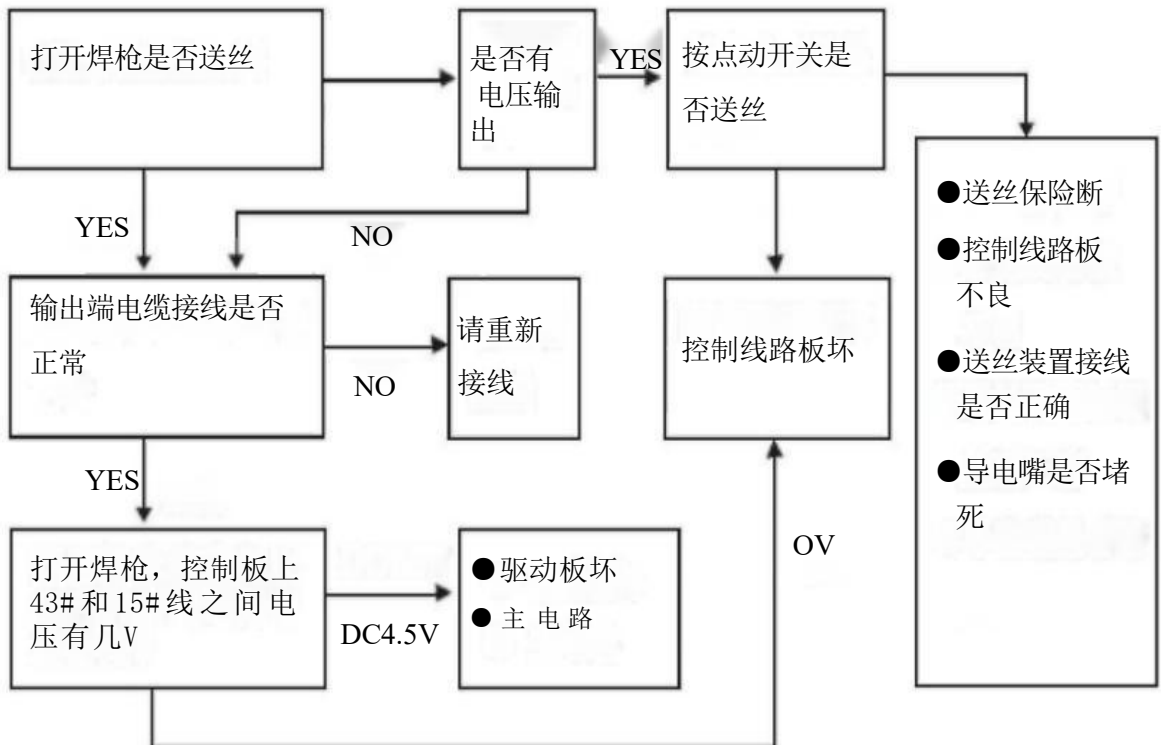 打开焊枪是否送丝
是否有
电压输
出
YES
按点动开关是
否送丝
YES
NO
●送丝保险断
●控制线路板
不良
●送丝装置接线
是否正确
●导电嘴是否堵
死
输出端电缆接线是否
正常
NO
请重新
接线
控制线路板坏
YES
打开焊枪，控制板上
43#和15#线之间电
压有几V
DC4.5V
●驱动板坏
●主电路
OV